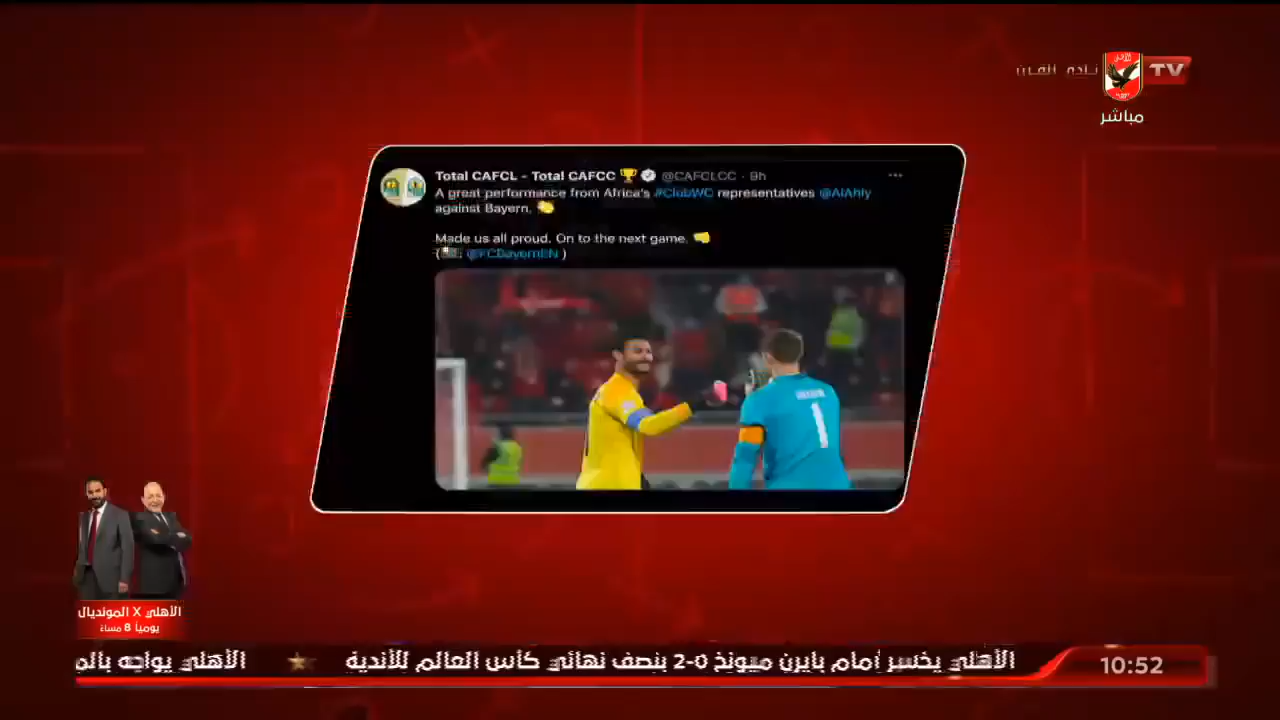 نادي القرن
TV
مباشر
Total CAFCL - Total CAFCC 🏆 @CAFCLCC · 9h
A great performance from Africa's #ClubWC representatives @AlAhly
against Bayern. 👏
Made us all proud. On to the next game. 👊
(📷: @FCBayernEN )
1
الأهلي X المونديال
يوميا 8 مساءً
الأهلي يخسر أمام بايرن ميونخ 0-2 بنصف نهائي كأس العالم للأندية ★ الأهلي يواجه بالم
10:52